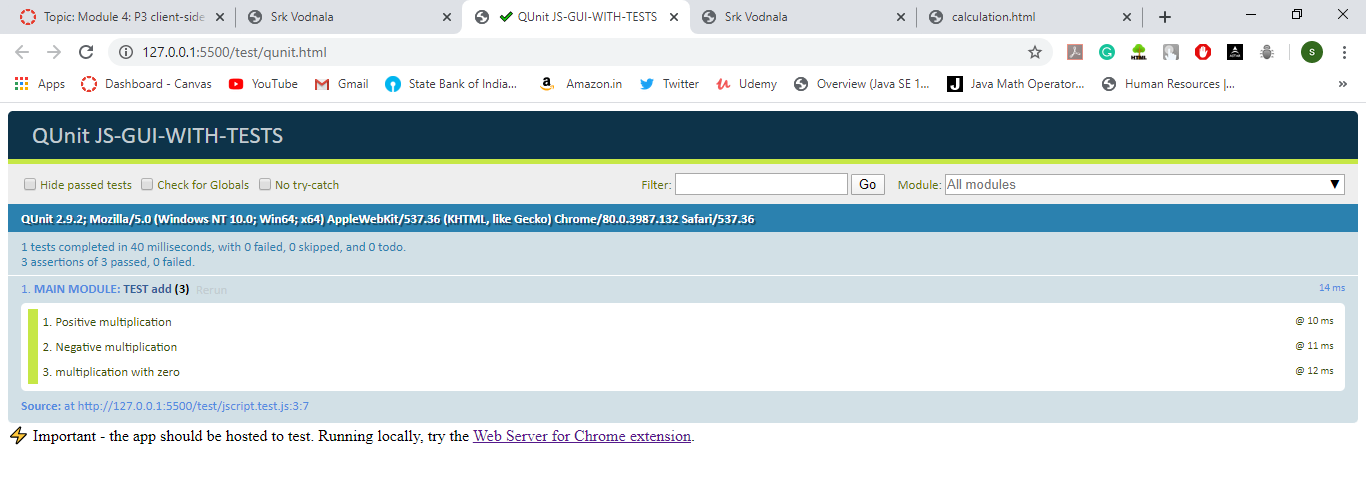 Topic: Module 4: P3 client-side
Srk Vodnala
QUnit JS-GUI-WITH-TESTS
Srk Vodnala
calculation.html
127.0.0.1:5500/test/qunit.html
S
Apps
Dashboard - Canvas
YouTube
Gmail
State Bank of India...
Amazon.in
Twitter
Udemy
Overview (Java SE 1...
Java Math Operator...
Human Resources |...
QUnit JS-GUI-WITH-TESTS
Hide passed tests Check for Globals No try-catch Filter: Go Module: All modules
QUnit 2.9.2; Mozilla/5.0 (Windows NT 10.0; Win64; x64) AppleWebKit/537.36 (KHTML, like Gecko) Chrome/80.0.3987.132 Safari/537.36
1 tests completed in 40 milliseconds, with 0 failed, 0 skipped, and 0 todo.
3 assertions of 3 passed, 0 failed.
1. MAIN MODULE: TEST add (3) Rerun 14 ms
1. Positive multiplication @ 10 ms
2. Negative multiplication @ 11 ms
3. multiplication with zero @ 12 ms
Source: at http://127.0.0.1:5500/test/jscript.test.js:3:7
⚡ Important - the app should be hosted to test. Running locally, try the Web Server for Chrome extension.